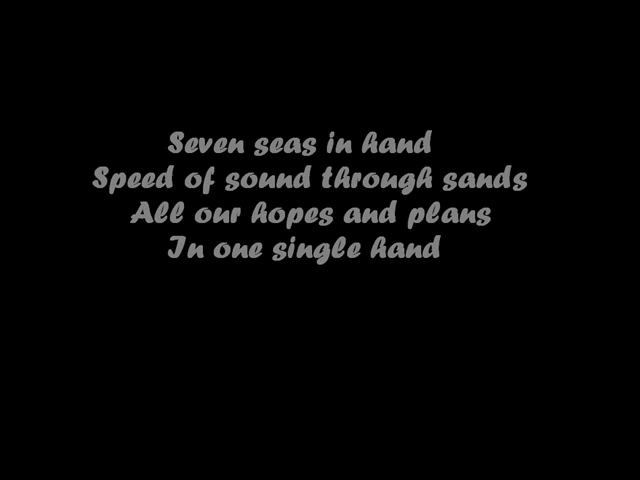 Seven seas in hand
Speed of sound through sands
All our hopes and plans
In one single hand